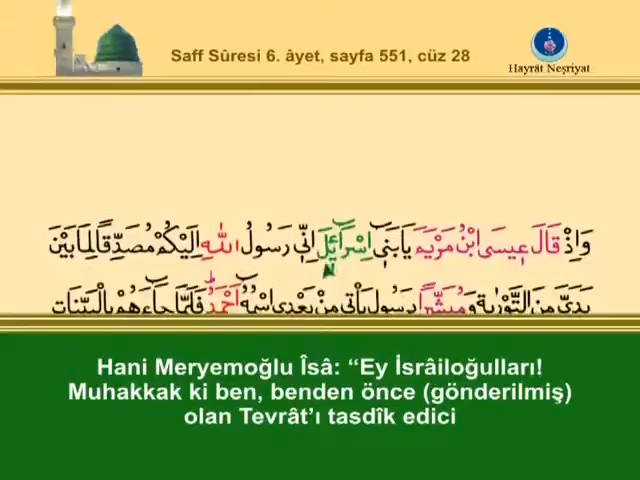 Saff Sûresi 6. âyet, sayfa 551, cüz 28
Hayrât Neşriyat
وَاِذْ قَالَ ع۪يسَى ابْنُ مَرْيَمَ يَابَن۪ٓي اِسْرَٓائ۪لَ اِنّ۪ي رَسُولُ اللّٰهِ اِلَيْكُمْ مُصَدِّقًا لِمَا بَيْنَ
يَدَيَّ مِنَ التَّوْرٰيةِ وَمُبَشِّرًا بِرَسُولٍ يَأْت۪ي مِنْ بَعْدِي اسْمُهُٓ اَحْمَدُ فَلَمَّا جَٓاءَهُمْ بِالْبَيِّنَاتِ
Hani Meryemoğlu Îsâ: “Ey İsrâiloğulları!
Muhakkak ki ben, benden önce (gönderilmiş)
olan Tevrât’ı tasdîk edici